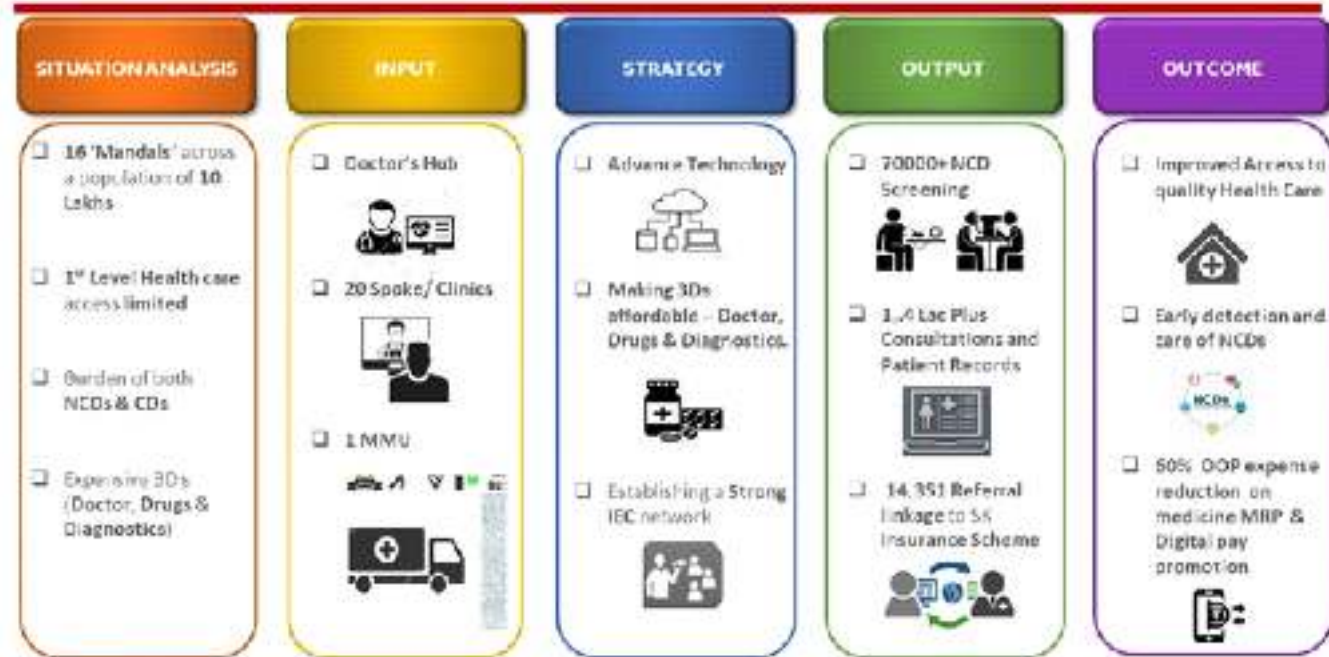 SITUATION ANALYSIS
16 'Mandals' across
a population of 10
Lakhs
1st Level Health care
access limited
Burden of both
NCDs & CDs
Expensive 3Ds
(Doctor, Drugs &
Diagnostics)
INPUT
Doctor's Hub
20 Spoke/ Clinics
1 MMU
STRATEGY
Advance Technology
Making 3Ds
affordable – Doctor,
Drugs & Diagnostics.
Establishing a Strong
IEC network
OUTPUT
70000+ NCD
Screening
1.4 Lac Plus
Consultations and
Patient Records
14,351 Referral
linkage to
Insurance Scheme
OUTCOME
Improved Access to
quality Health Care
Early detection and
care of NCDs
NCDs
OOP expense
reduction on
medicine MRP &
Digital pay
promotion